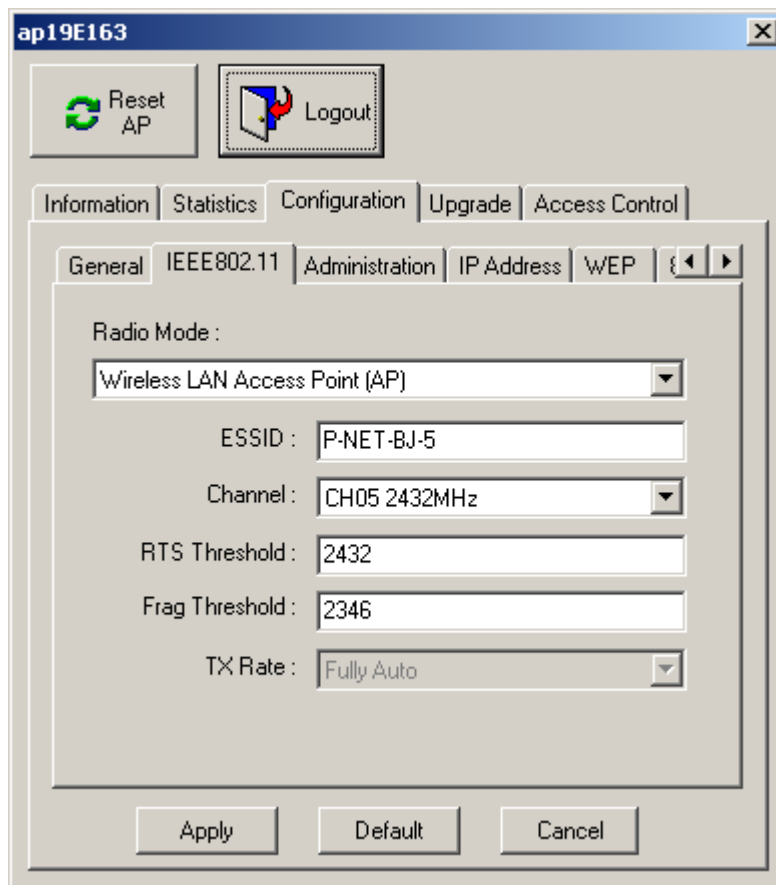 ap19E163
Reset
AP
Logout
Information Statistics Configuration Upgrade Access Control
General IEEE802.11 Administration IP Address WEP
Radio Mode :
Wireless LAN Access Point (AP)
ESSID : P-NET-BJ-5
Channel : CH05 2432MHz
RTS Threshold : 2432
Frag Threshold : 2346
TX Rate : Fully Auto
Apply Default Cancel